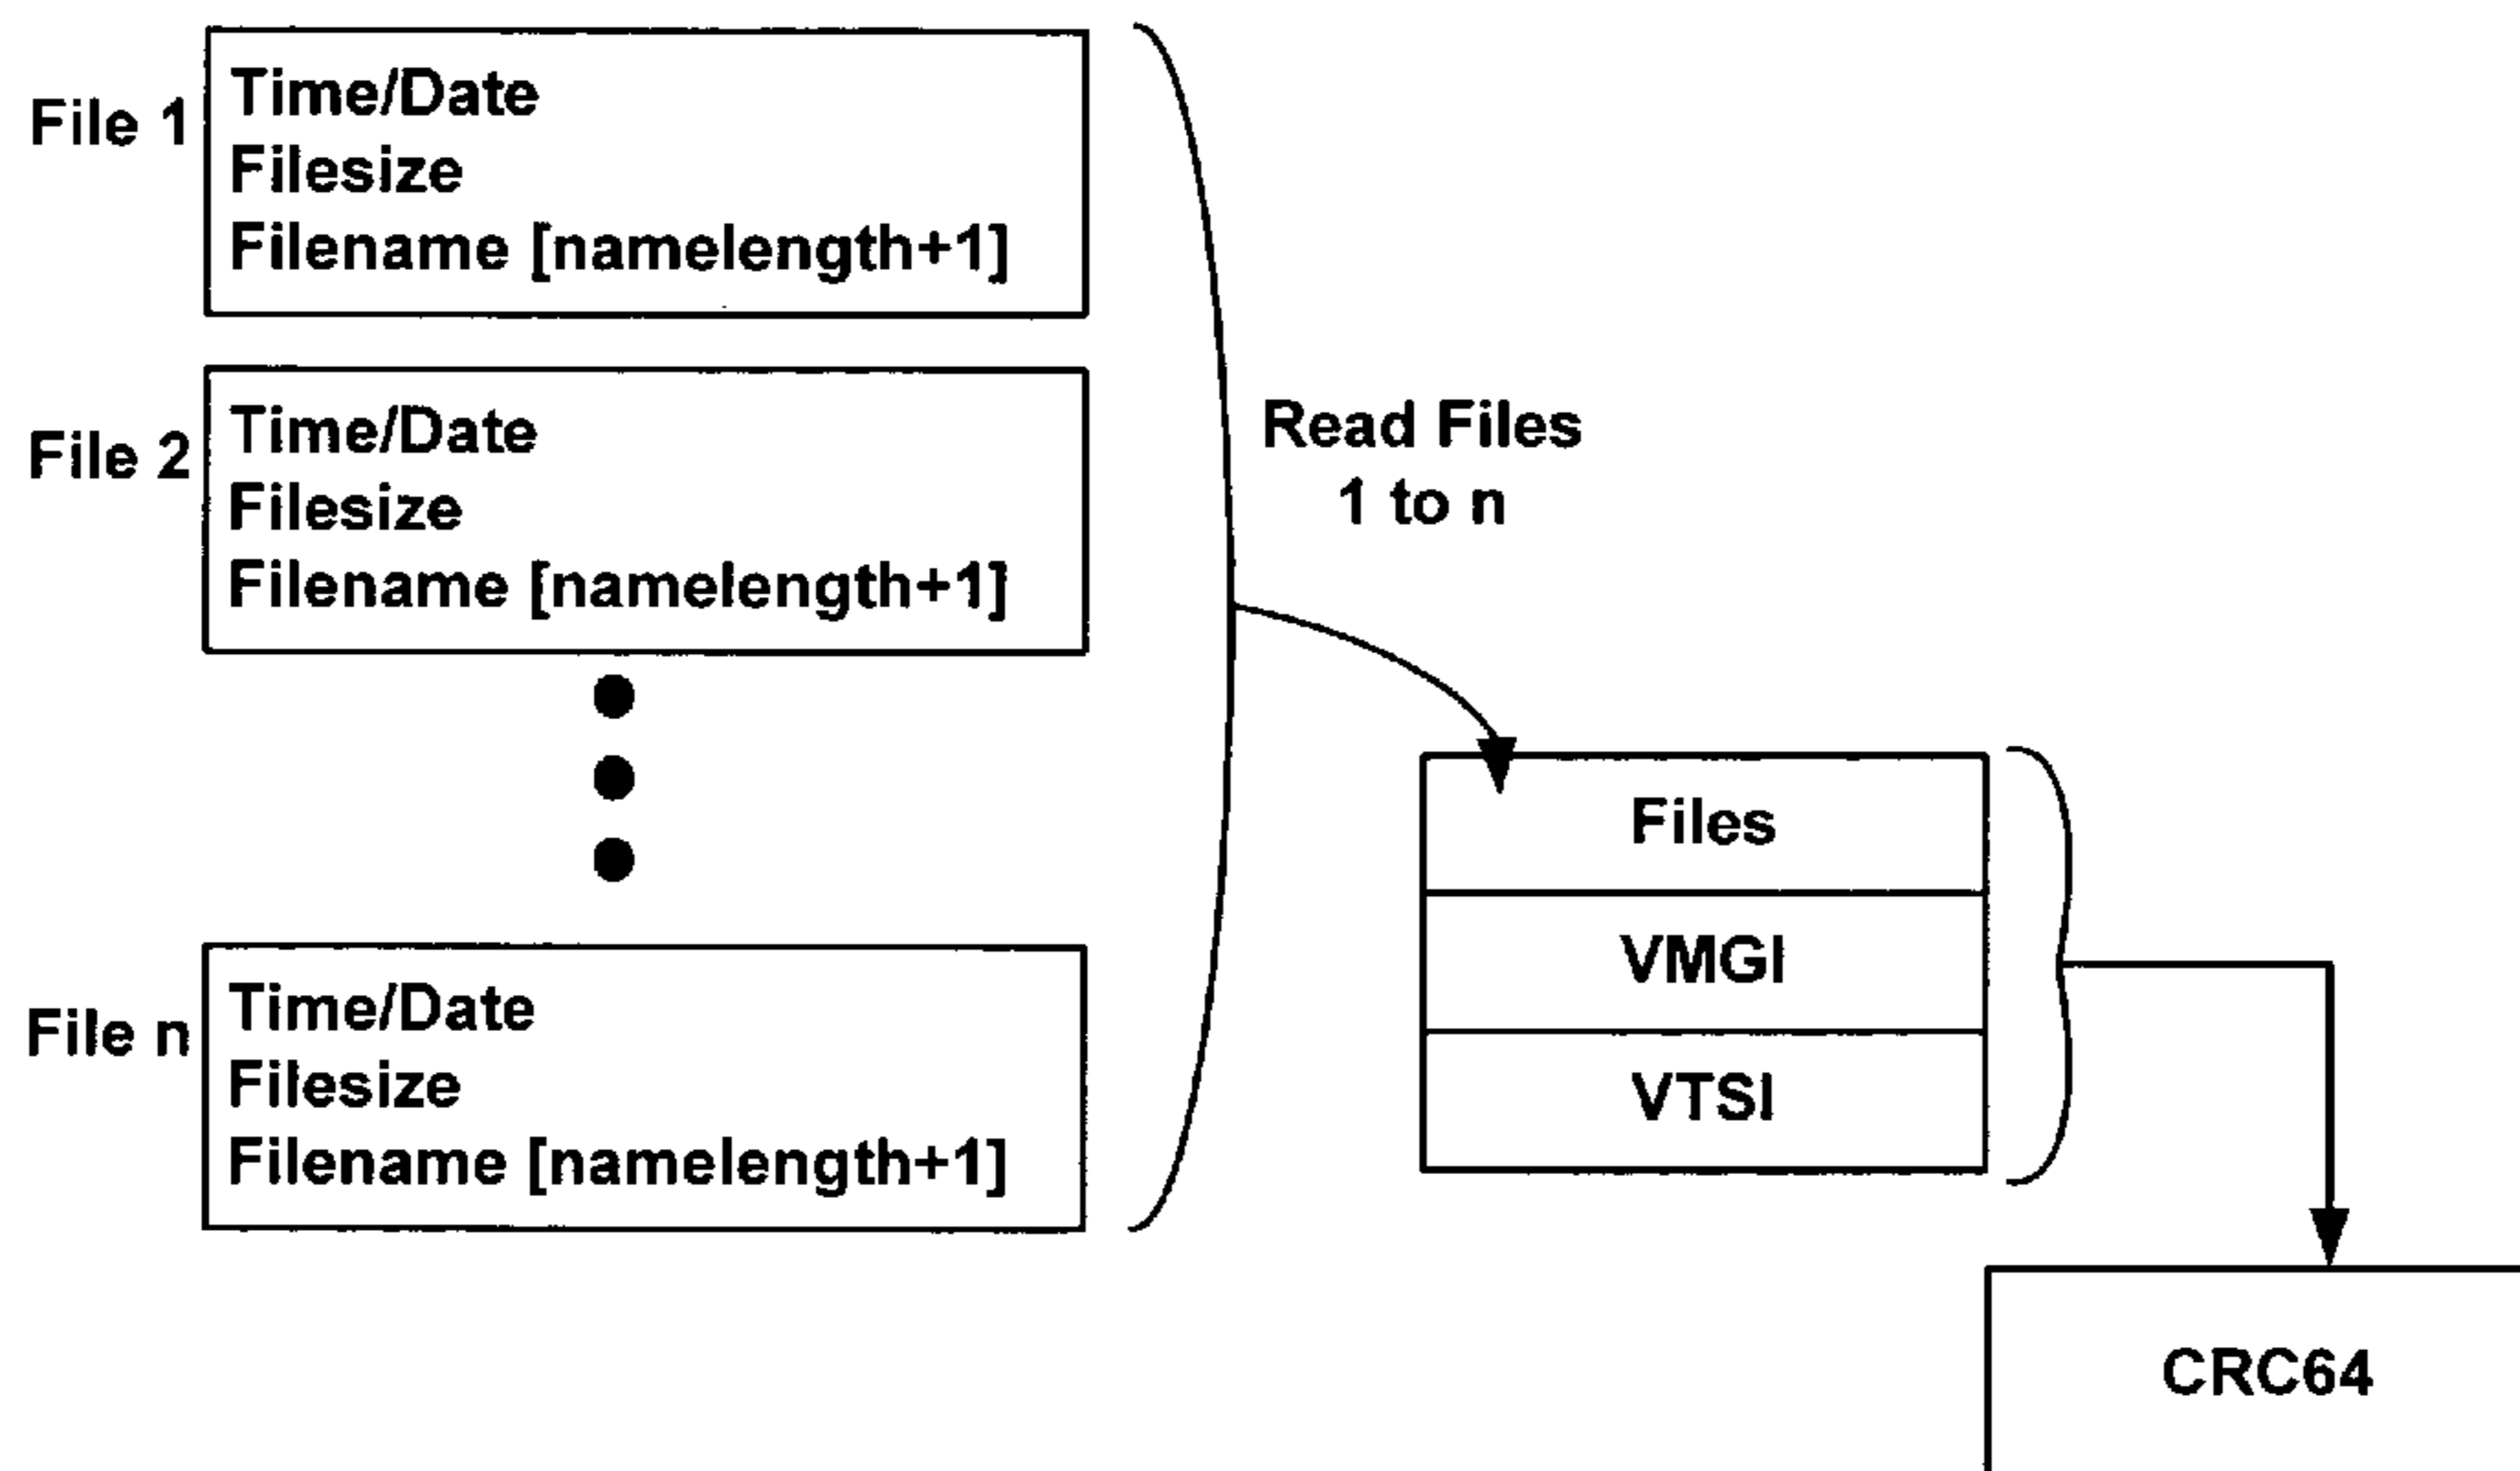 File 1
Time/Date
Filesize
Filename [namelength+1]
File 2
Time/Date
Filesize
Filename [namelength+1]
Read Files
1 to n
File n
Time/Date
Filesize
Filename [namelength+1]
Files
VMGI
VTSI
CRC64